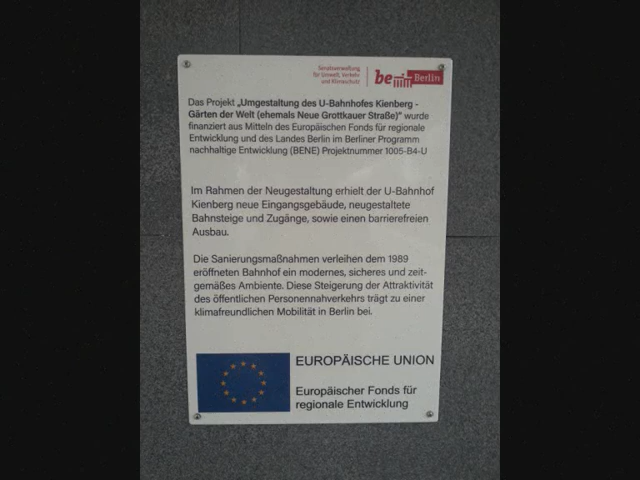 Senatsverwaltung
für Umwelt, Verkehr
und Klimaschutz
be Berlin
Das Projekt „Umgestaltung des U-Bahnhofes Kienberg -
Gärten der Welt (ehemals Neue Grottkauer Straße)" wurde
finanziert aus Mitteln des Europäischen Fonds für regionale
Entwicklung und des Landes Berlin im Berliner Programm
nachhaltige Entwicklung (BENE) Projektnummer 1005-B4-U
Im Rahmen der Neugestaltung erhielt der U-Bahnhof
Kienberg neue Eingangsgebäude, neugestaltete
Bahnsteige und Zugänge, sowie einen barrierefreien
Ausbau.
Die Sanierungsmaßnahmen verleihen dem 1989
eröffneten Bahnhof ein modernes, sicheres und zeit-
gemäßes Ambiente. Diese Steigerung der Attraktivität
des öffentlichen Personennahverkehrs trägt zu einer
klimafreundlichen Mobilität in Berlin bei.
EUROPÄISCHE UNION
Europäischer Fonds für
regionale Entwicklung